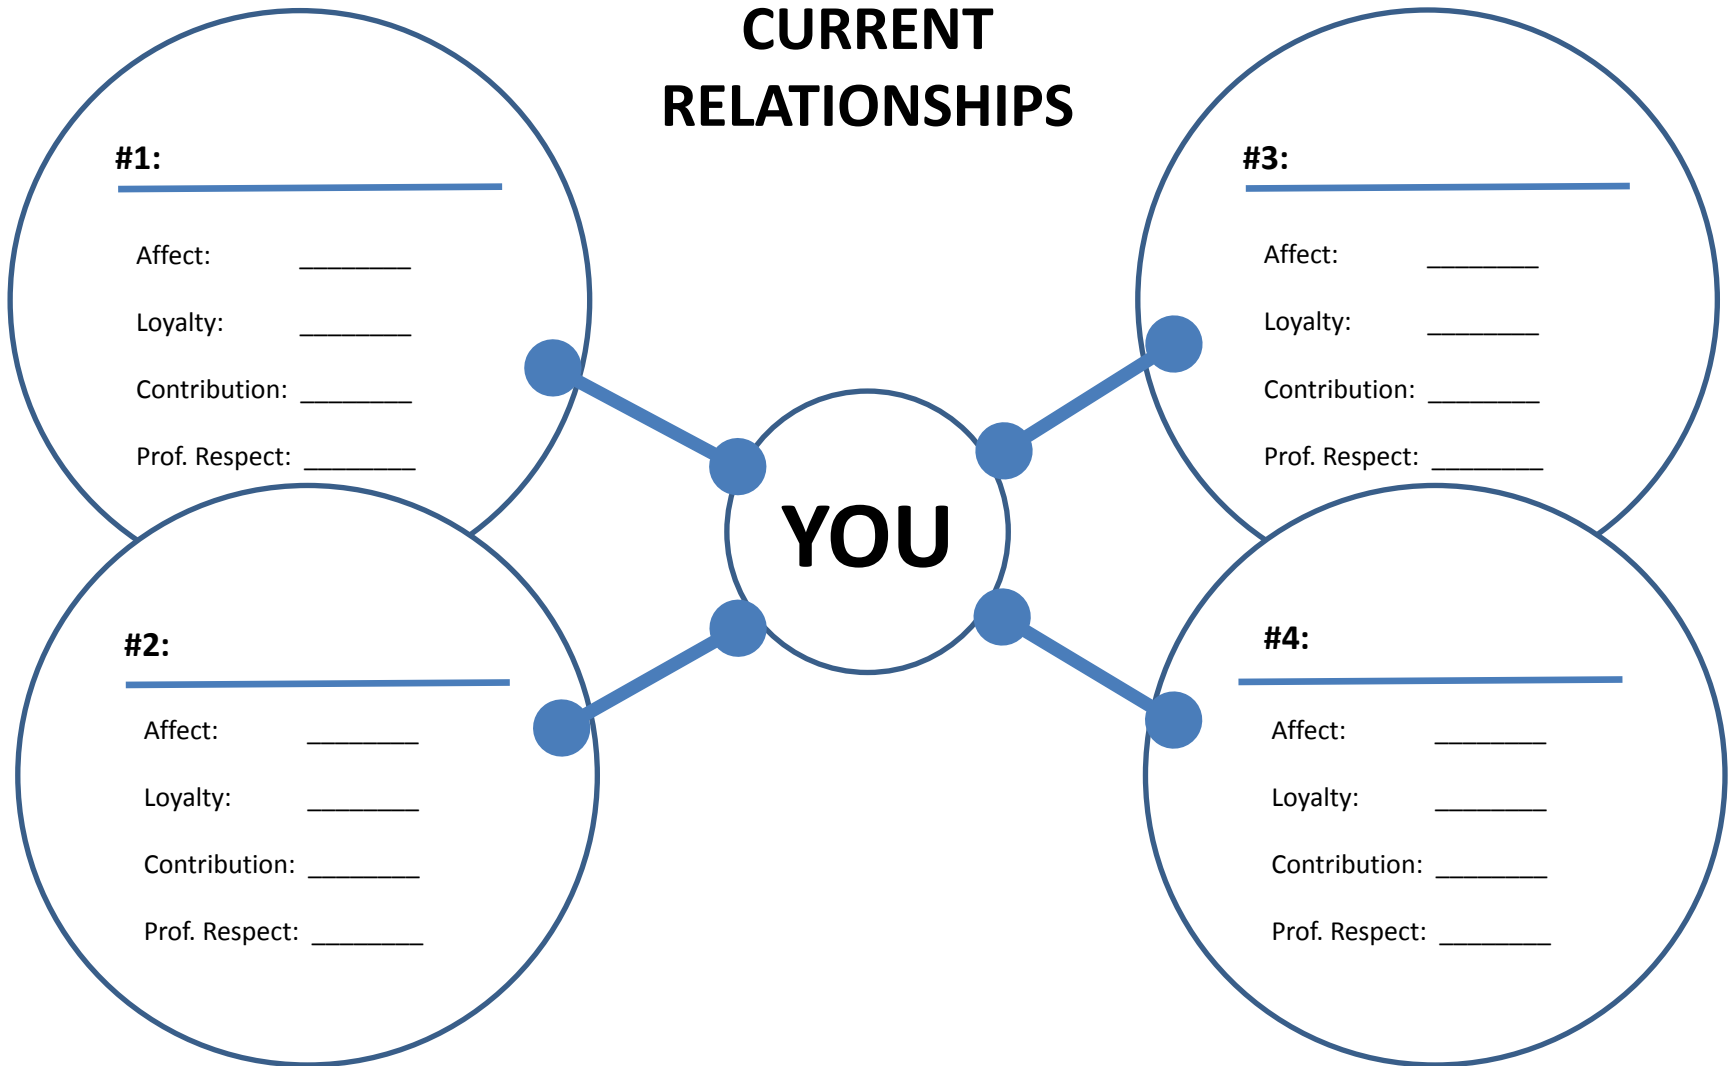 CURRENT
RELATIONSHIPS
#1:
Affect: ________
Loyalty: ________
Contribution: ________
Prof. Respect: ________
#2:
Affect: ________
Loyalty: ________
Contribution: ________
Prof. Respect: ________
YOU
#3:
Affect: ________
Loyalty: ________
Contribution: ________
Prof. Respect: ________
#4:
Affect: ________
Loyalty: ________
Contribution: ________
Prof. Respect: ________